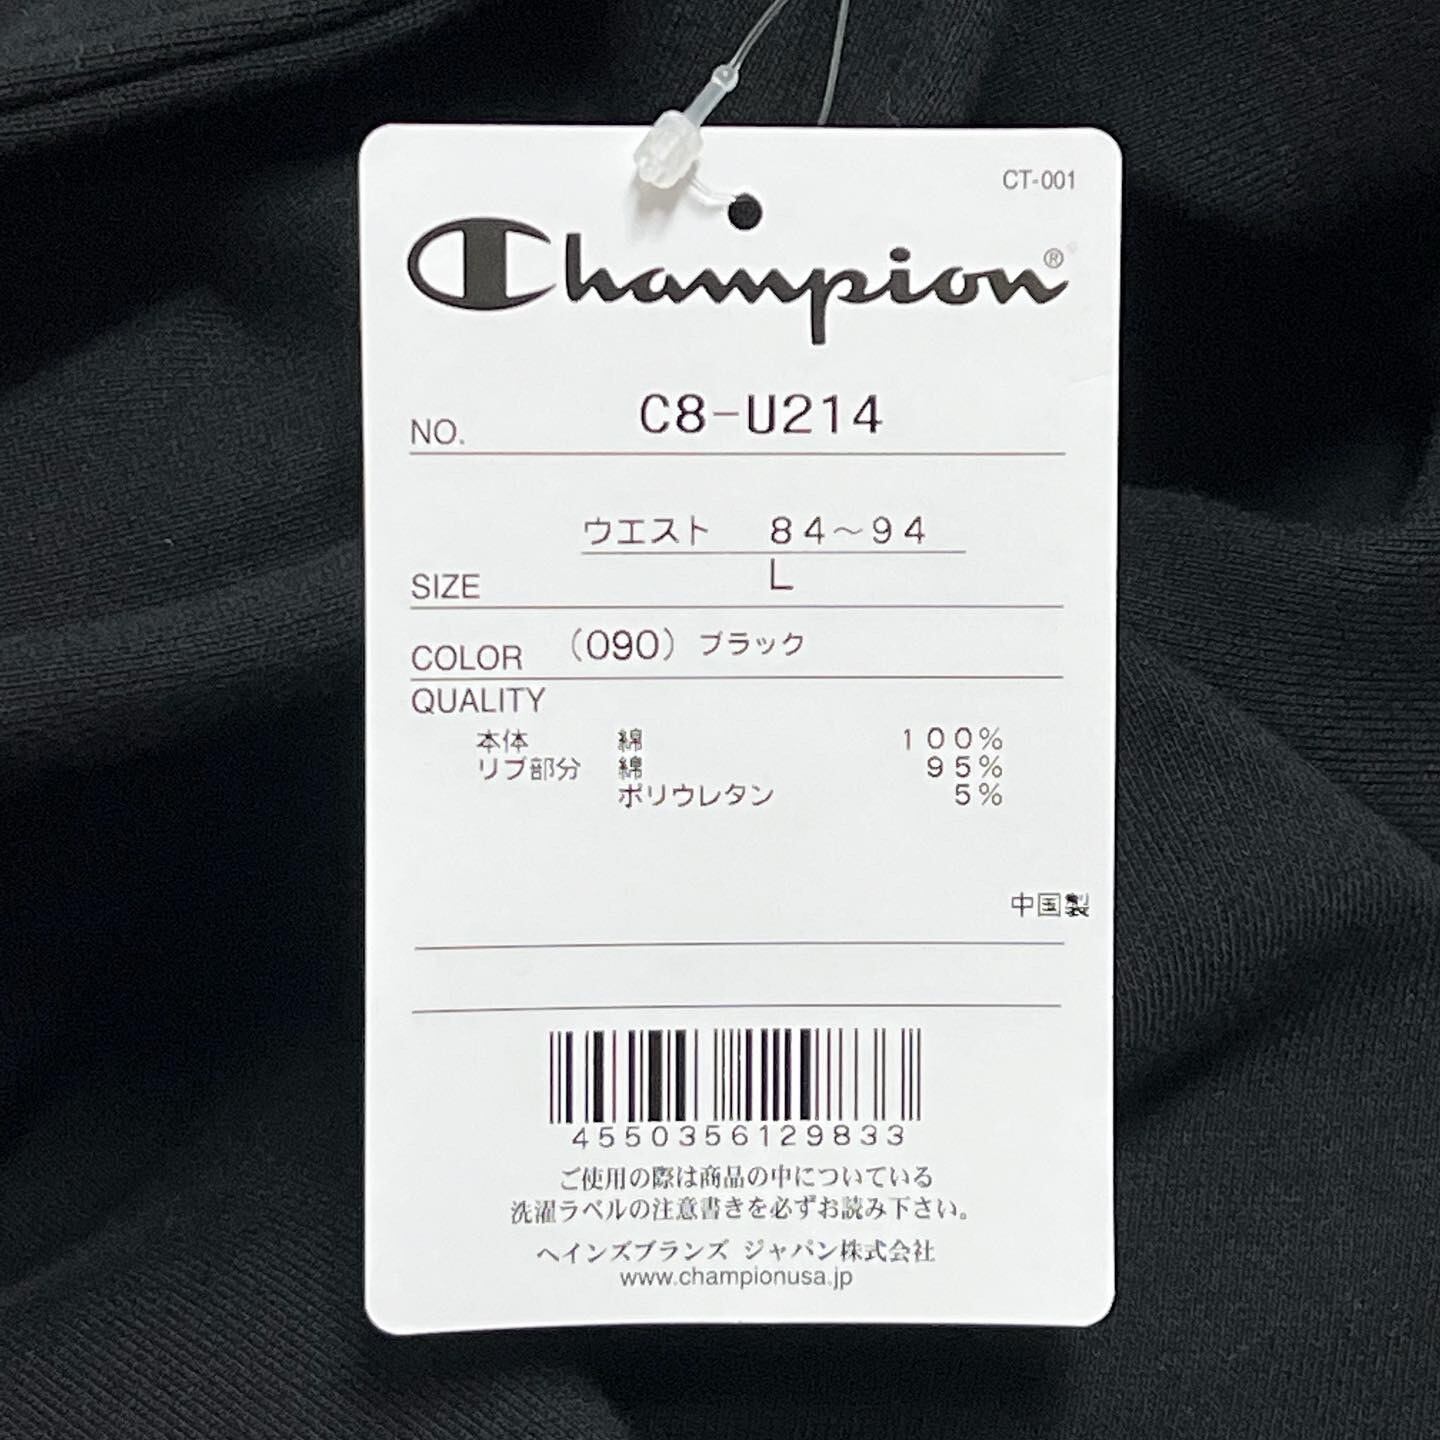 CT-001
Champion®
NO. C8-U214
ウエスト 84～94
SIZE L
COLOR (090) ブラック
QUALITY
本体 綿 100%
リブ部分 綿 95%
ポリウレタン 5%
中国製
4550356129833
ご使用の際は商品の中についている
洗濯ラベルの注意書きを必ずお読み下さい。
ヘインズブランズ ジャパン株式会社
www.championusa.jp